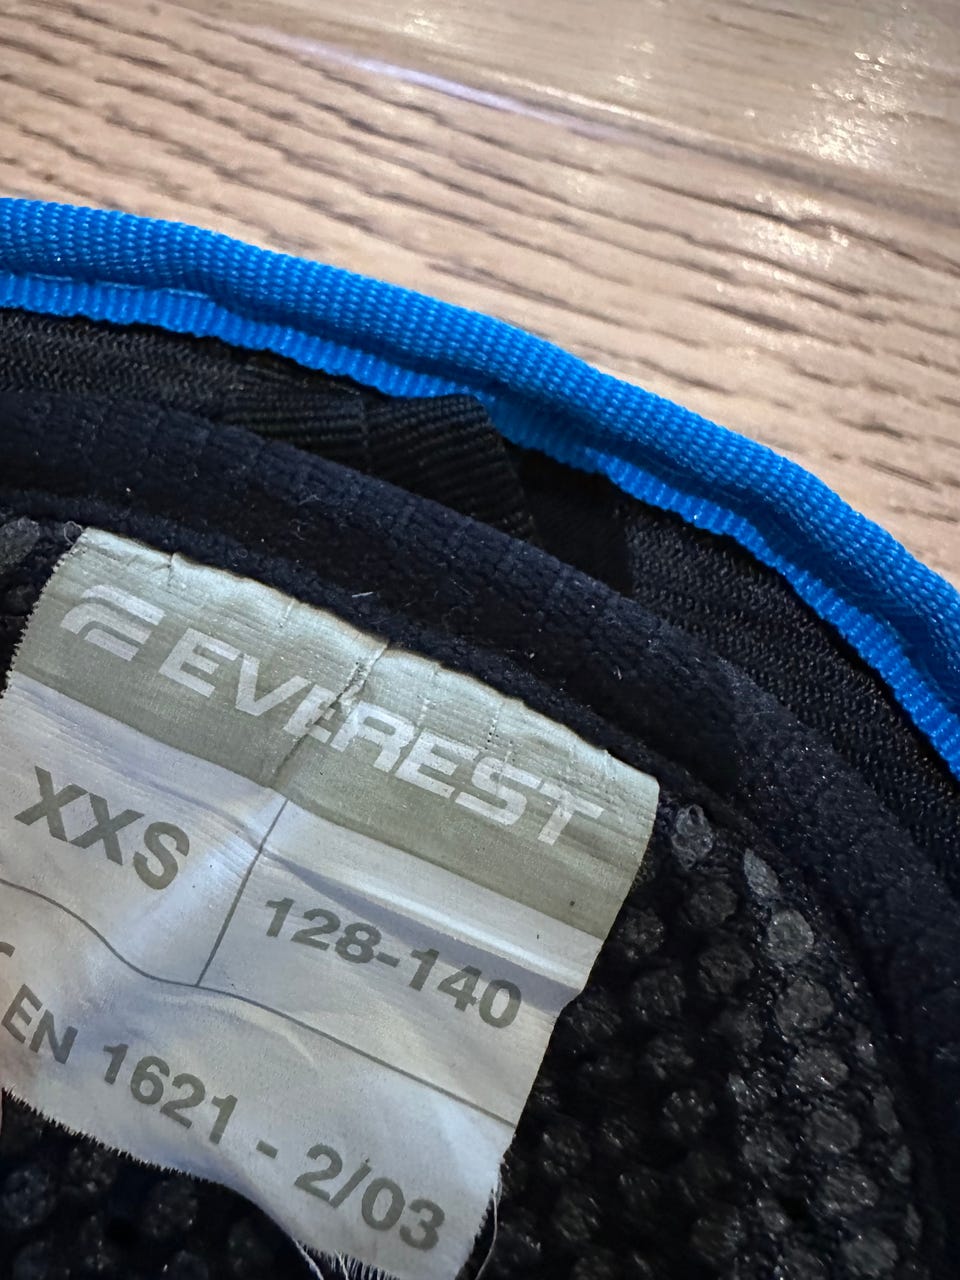 EVEREST
XXS
128-140
EN 1621 - 2/03